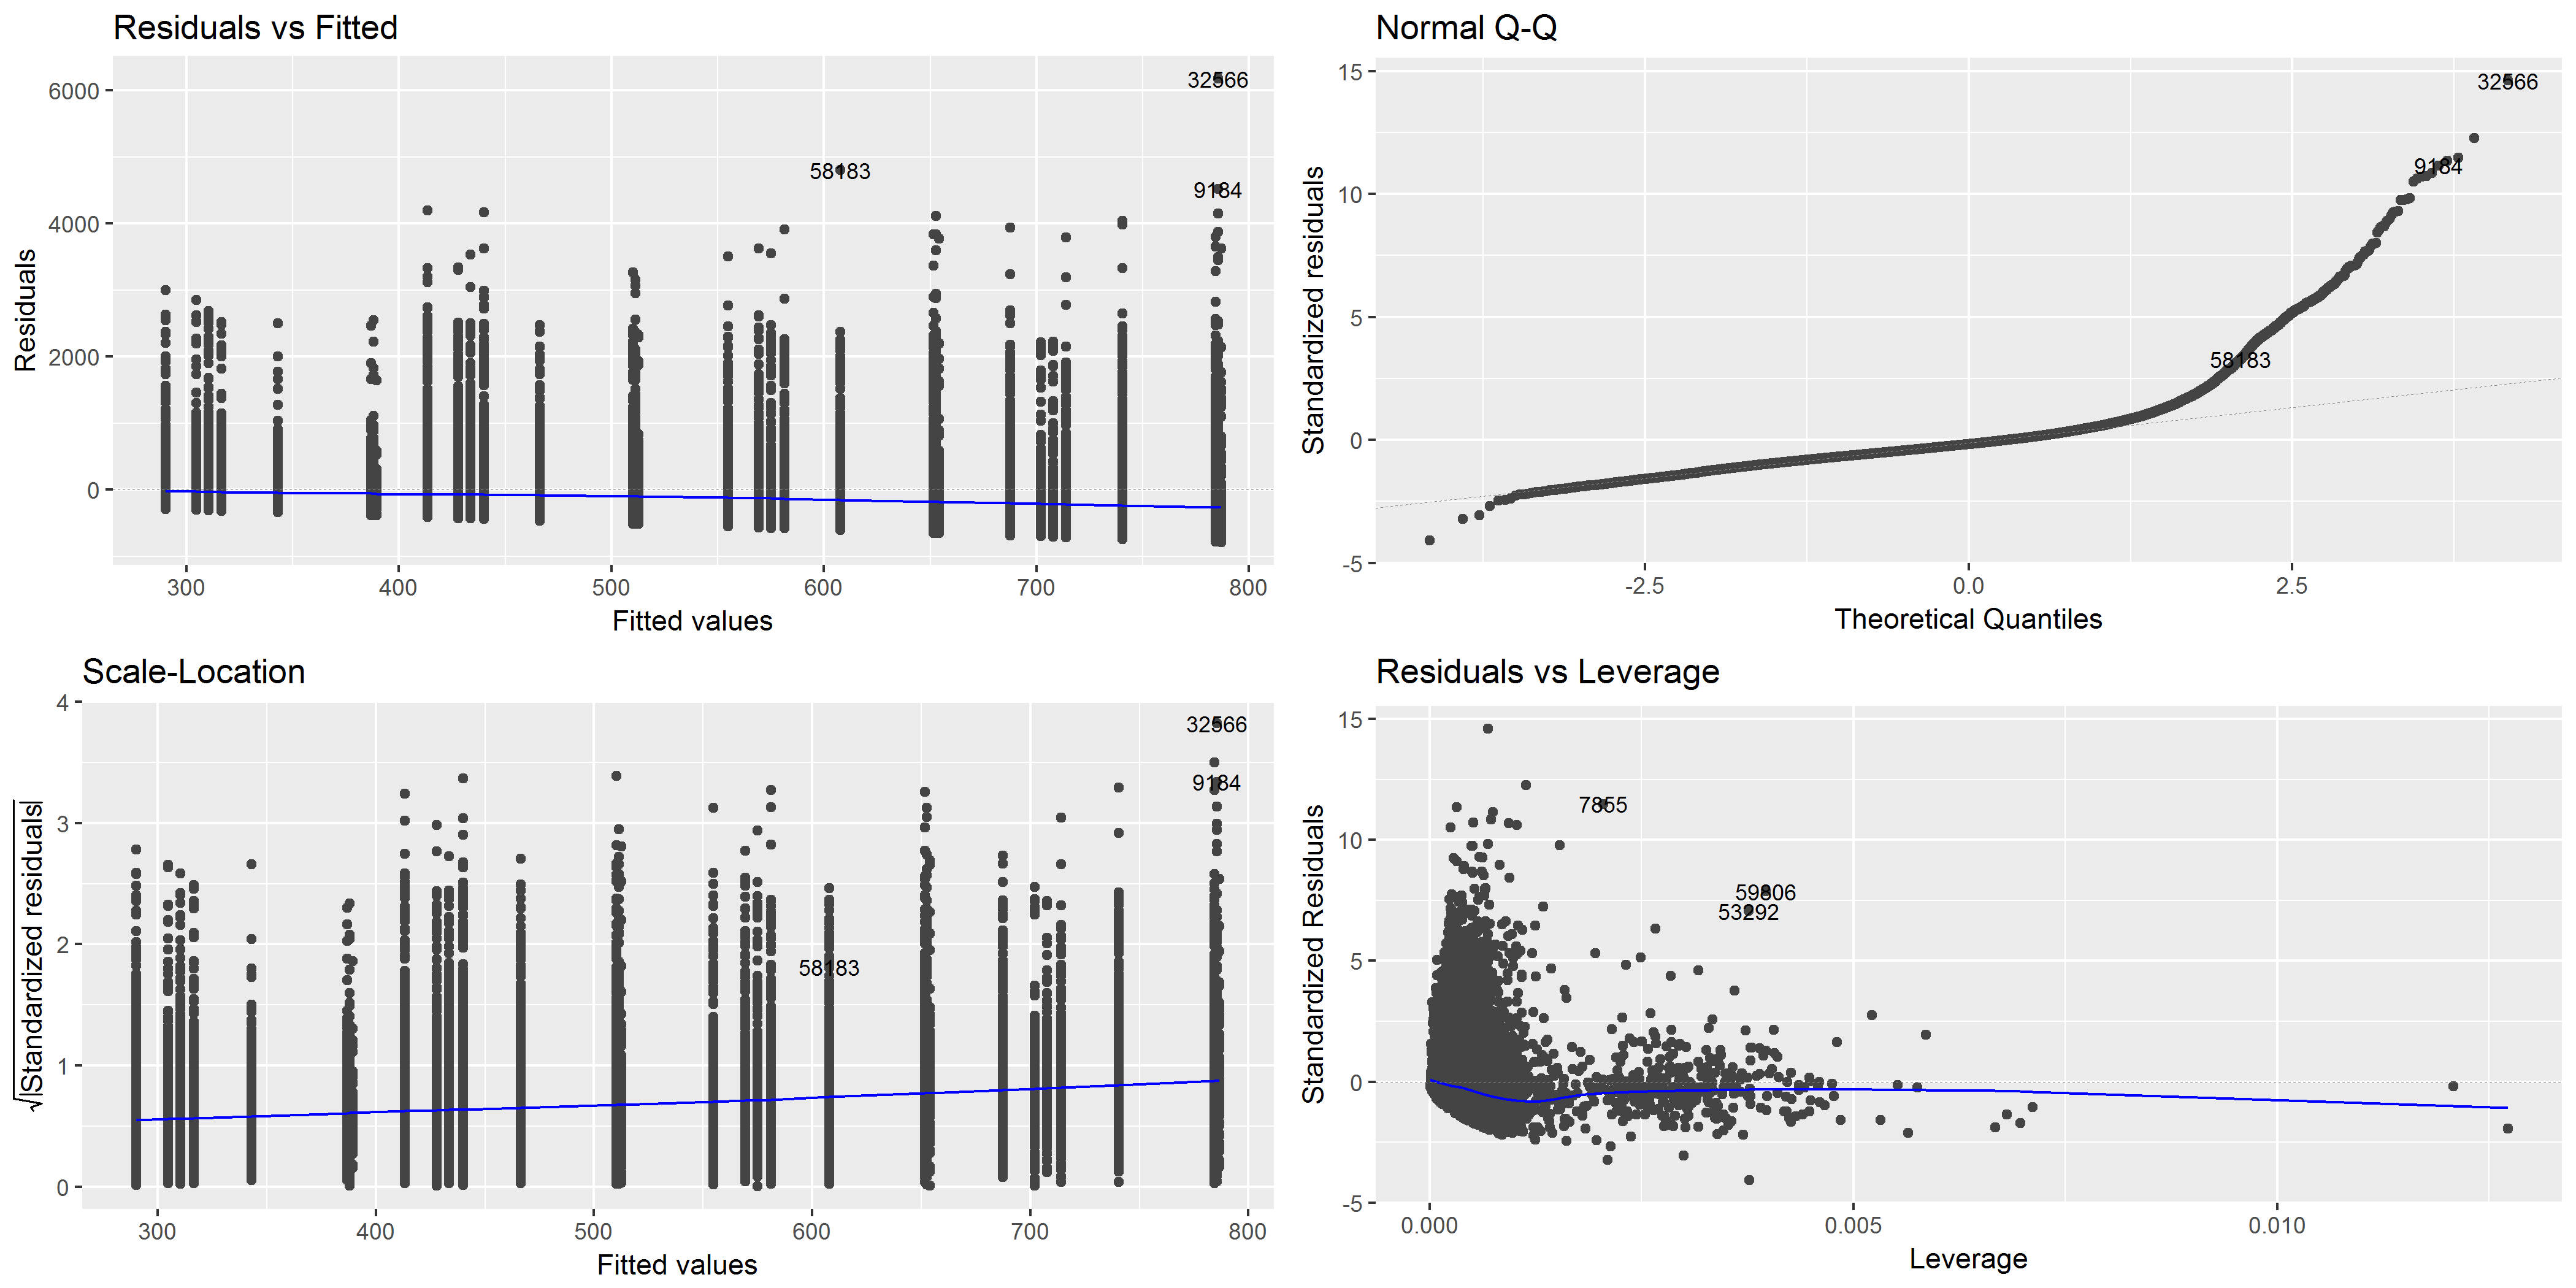 Residuals vs Fitted
Residuals
6000
4000
2000
0
32566
58183
9184
300 400 500 600 700 800
Fitted values
Normal Q-Q
Standardized residuals
15
10
5
0
-5
32566
9184
58183
-2.5 0.0 2.5
Theoretical Quantiles
Scale-Location
√|Standardized residuals|
4
3
2
1
0
32566
9184
58183
300 400 500 600 700 800
Fitted values
Residuals vs Leverage
Standardized Residuals
15
10
5
0
-5
7855
59806
53292
0.000 0.005 0.010
Leverage